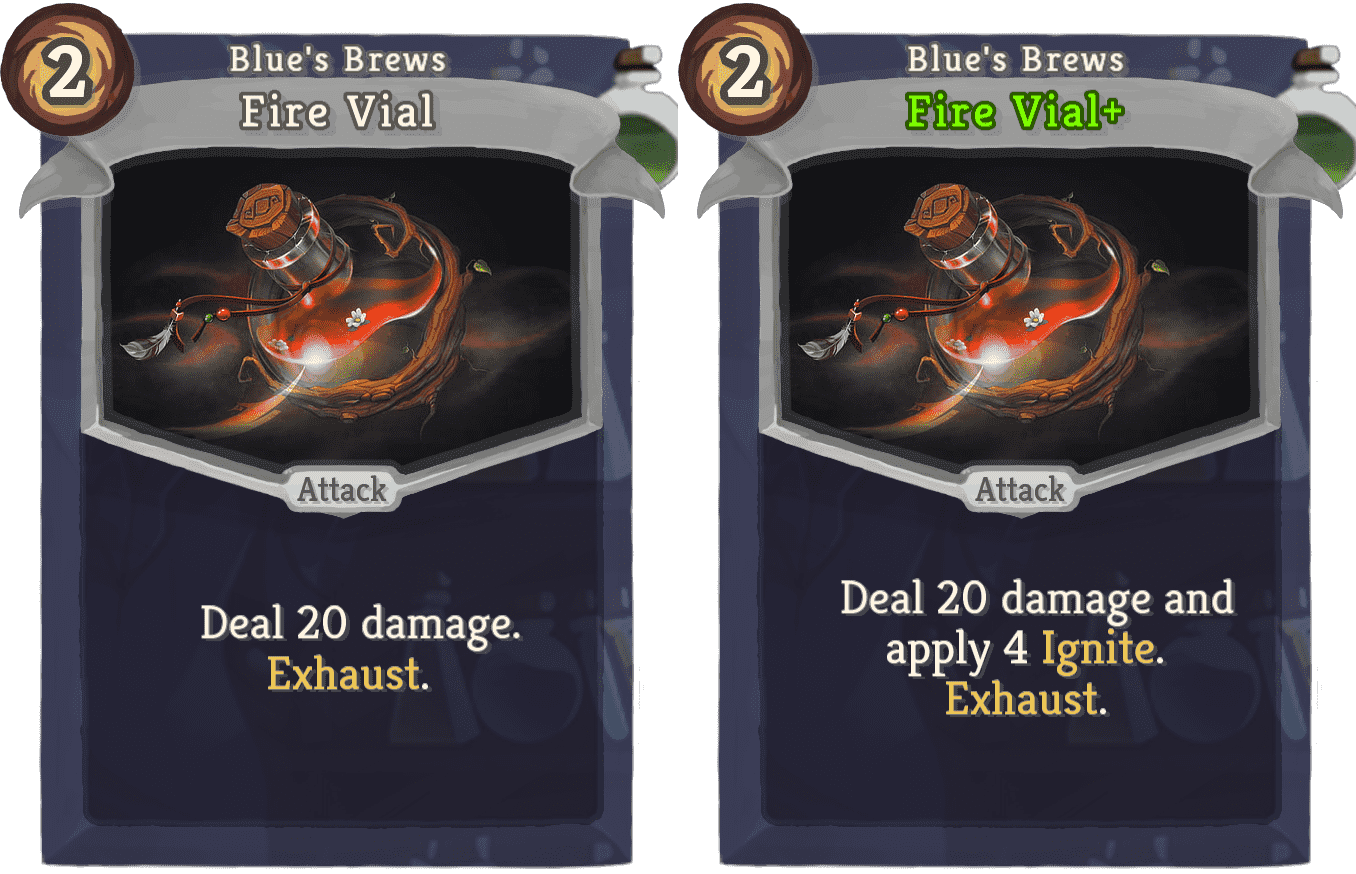 2
Blue's Brews
Fire Vial
Attack
Deal 20 damage.
Exhaust.
2
Blue's Brews
Fire Vial+
Attack
Deal 20 damage and
apply 4 Ignite.
Exhaust.